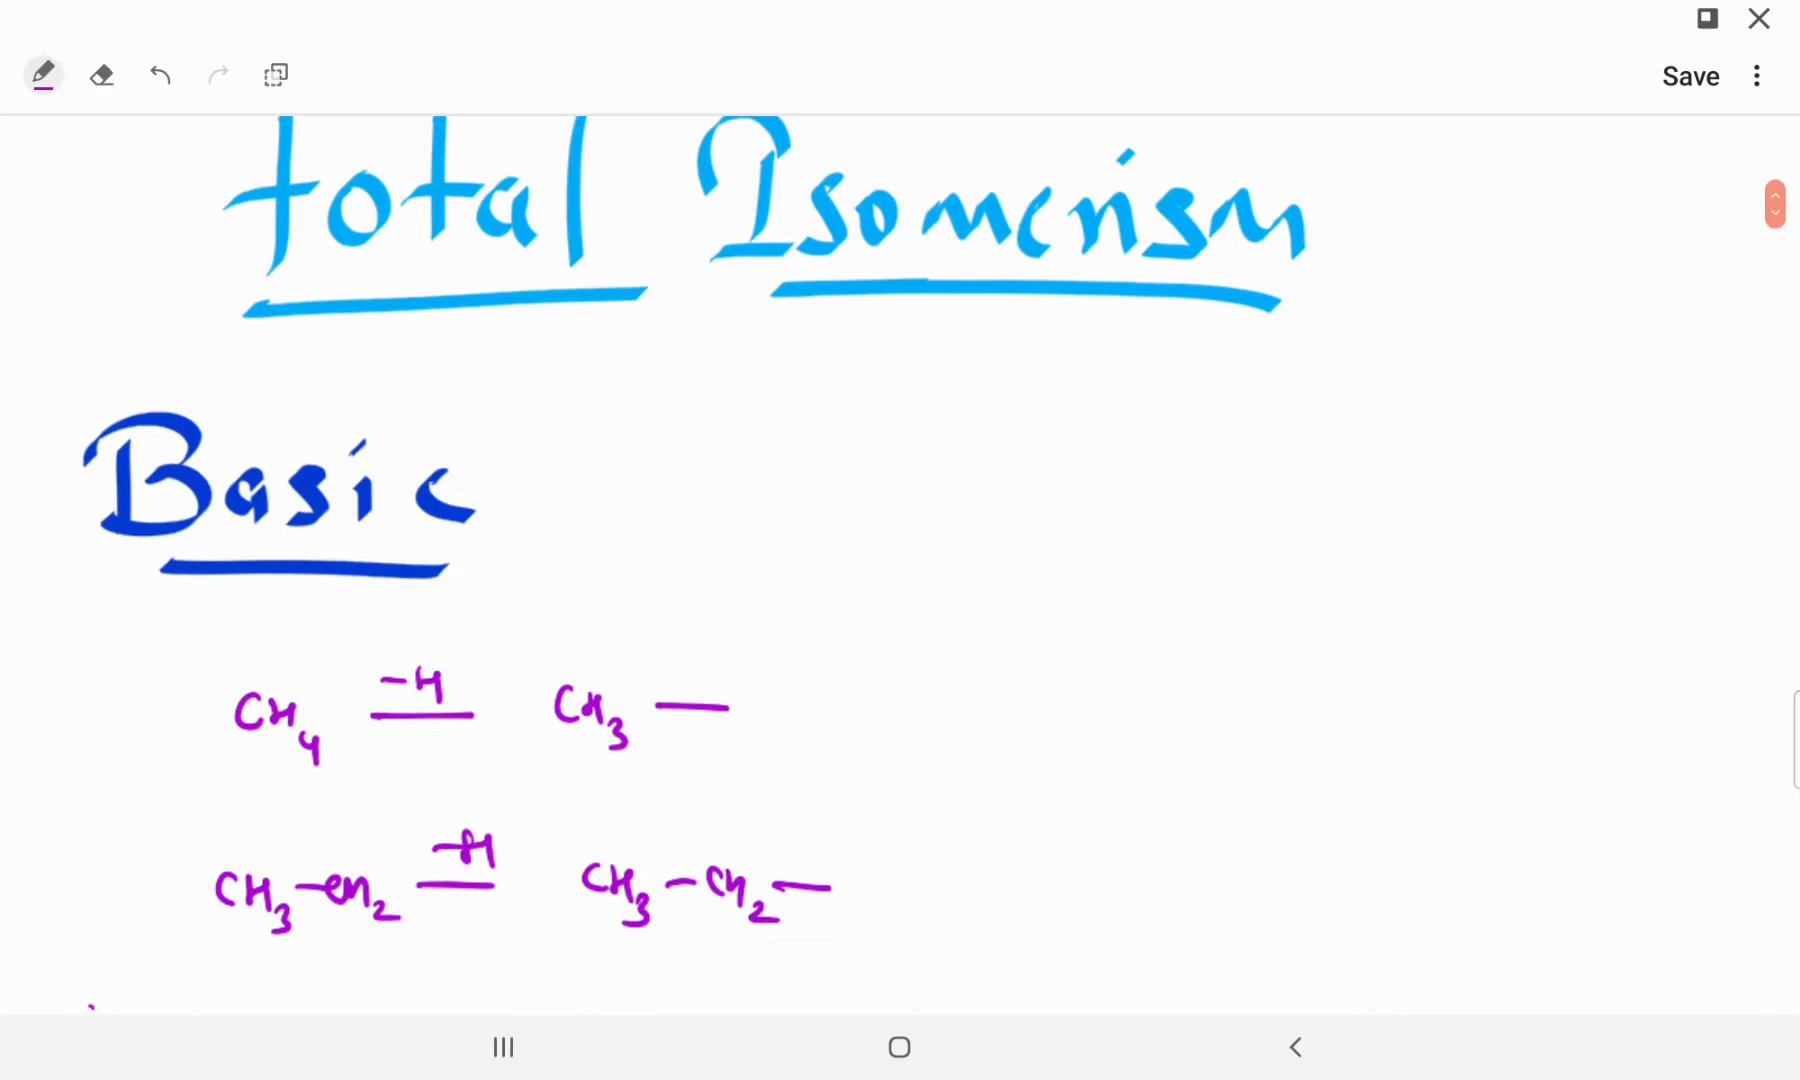 Save
total Isomerism
Basic
CH4 -H CH3 —
CH3-CH2 -H CH3-CH2-